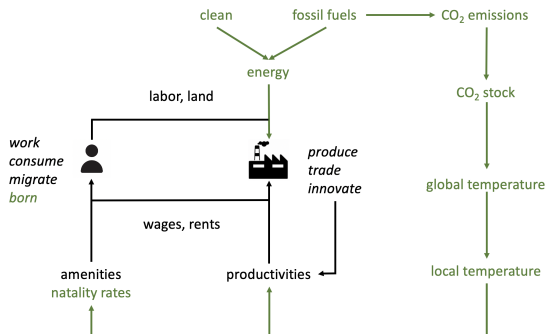 clean
fossil fuels
CO₂ emissions
energy
labor, land
CO₂ stock
work
consume
migrate
born
produce
trade
innovate
global temperature
wages, rents
amenities
natality rates
productivities
local temperature